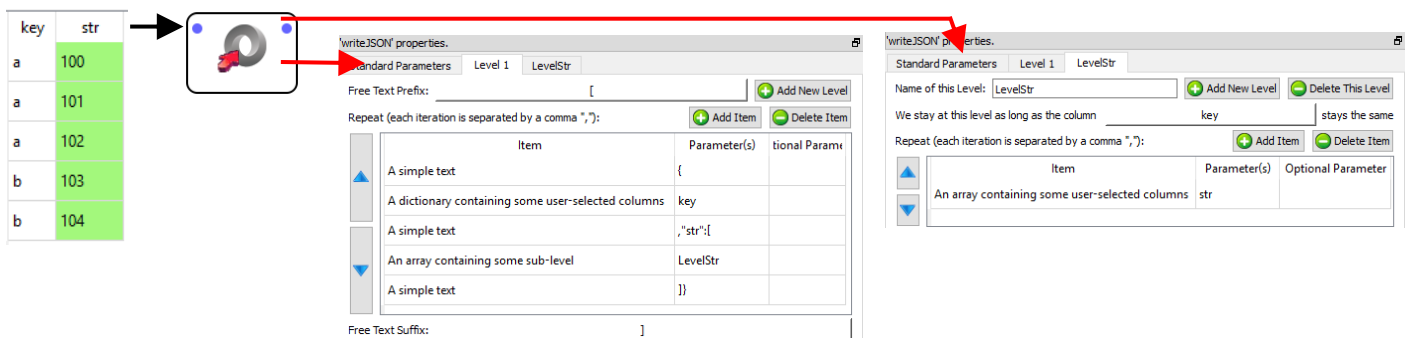 key str
a 100
a 101
a 102
b 103
b 104
'writeJSON' properties.
Standard Parameters Level 1 LevelStr
Free Text Prefix: [ Add New Level
Repeat (each iteration is separated by a comma ","): Add Item Delete Item
Item Parameter(s) tional Parame
A simple text {
A dictionary containing some user-selected columns key
A simple text ,"str":[
An array containing some sub-level LevelStr
A simple text ]}
Free Text Suffix: ]
'writeJSON' properties.
Standard Parameters Level 1 LevelStr
Name of this Level: LevelStr Add New Level Delete This Level
We stay at this level as long as the column key stays the same
Repeat (each iteration is separated by a comma ","): Add Item Delete Item
Item Parameter(s) Optional Parameter
An array containing some user-selected columns str